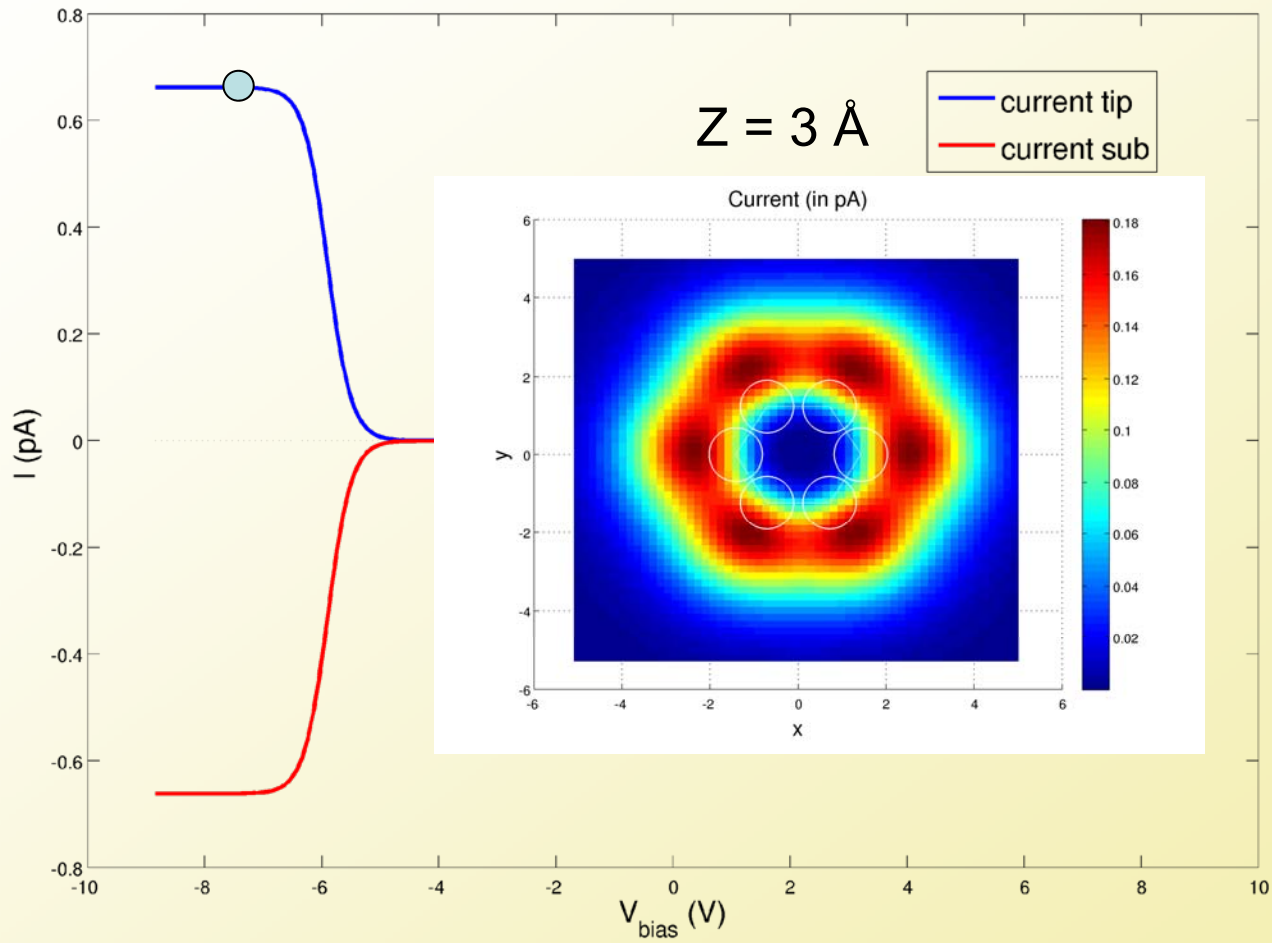 0.8
0.6
0.4
0.2
0
-0.2
-0.4
-0.6
-0.8
I (pA)
-10 -8 -6 -4 -2 0 2 4 6 8 10
V_bias (V)
Z = 3 Å
current tip
current sub
Current (in pA)
6
4
2
0
-2
-4
-6
y
-6 -4 -2 0 2 4 6
x
0.18
0.16
0.14
0.12
0.1
0.08
0.06
0.04
0.02